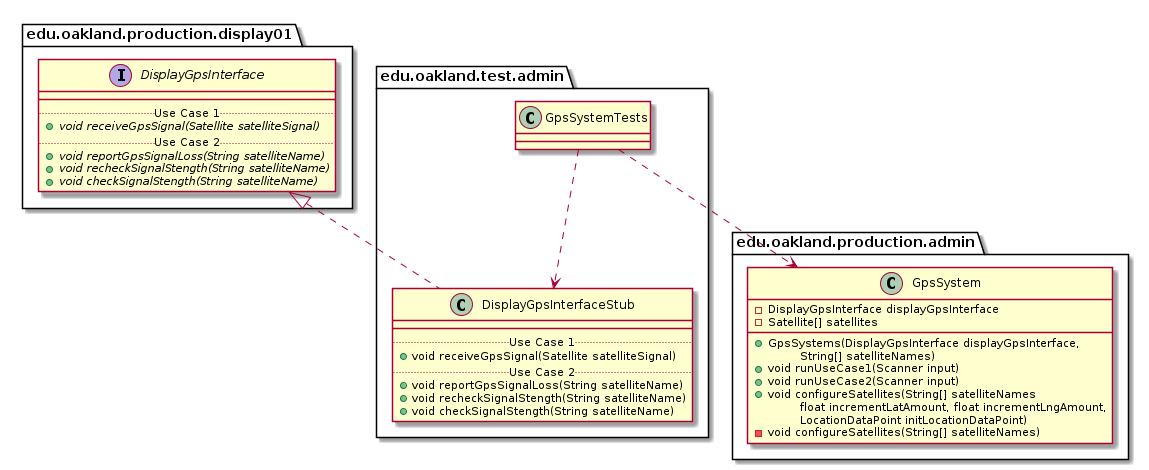 edu.oakland.production.display01
I DisplayGpsInterface
Use Case 1
void receiveGpsSignal(Satellite satelliteSignal)
Use Case 2
void reportGpsSignalLoss(String satelliteName)
void recheckSignalStength(String satelliteName)
void checkSignalStength(String satelliteName)
edu.oakland.test.admin
C GpsSystemTests
C DisplayGpsInterfaceStub
Use Case 1
void receiveGpsSignal(Satellite satelliteSignal)
Use Case 2
void reportGpsSignalLoss(String satelliteName)
void recheckSignalStength(String satelliteName)
void checkSignalStength(String satelliteName)
edu.oakland.production.admin
C GpsSystem
DisplayGpsInterface displayGpsInterface
Satellite[] satellites
GpsSystems(DisplayGpsInterface displayGpsInterface,
String[] satelliteNames)
void runUseCase1(Scanner input)
void runUseCase2(Scanner input)
void configureSatellites(String[] satelliteNames
float incrementLatAmount, float incrementLngAmount,
LocationDataPoint initLocationDataPoint)
void configureSatellites(String[] satelliteNames)